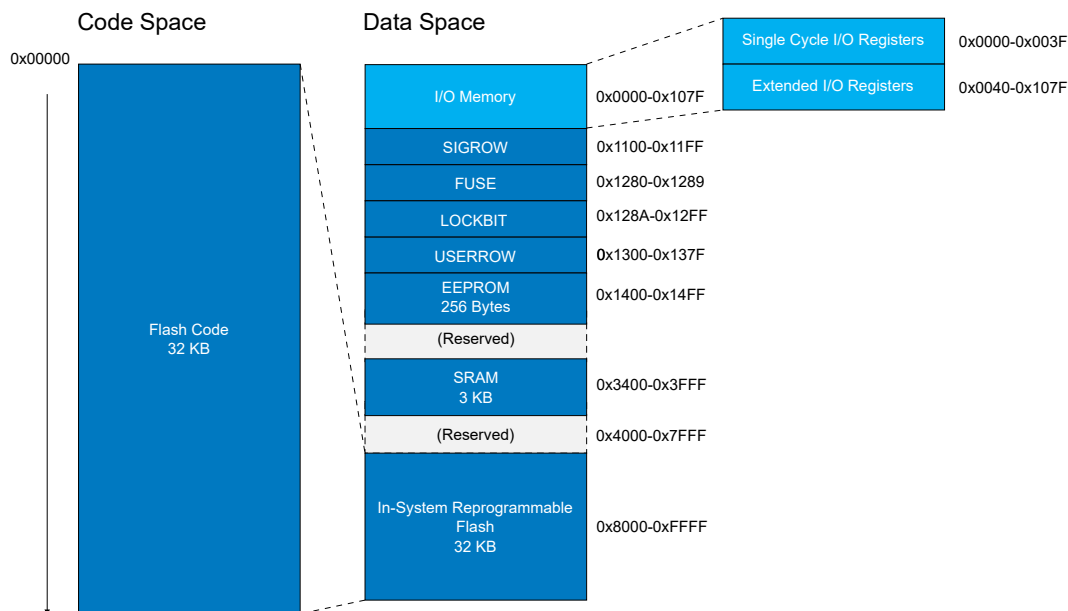 Code Space
Data Space
0x00000
Flash Code
32 KB
I/O Memory
0x0000-0x107F
Single Cycle I/O Registers
0x0000-0x003F
Extended I/O Registers
0x0040-0x107F
SIGROW
0x1100-0x11FF
FUSE
0x1280-0x1289
LOCKBIT
0x128A-0x12FF
USERROW
0x1300-0x137F
EEPROM
256 Bytes
0x1400-0x14FF
(Reserved)
SRAM
3 KB
0x3400-0x3FFF
(Reserved)
0x4000-0x7FFF
In-System Reprogrammable
Flash
32 KB
0x8000-0xFFFF